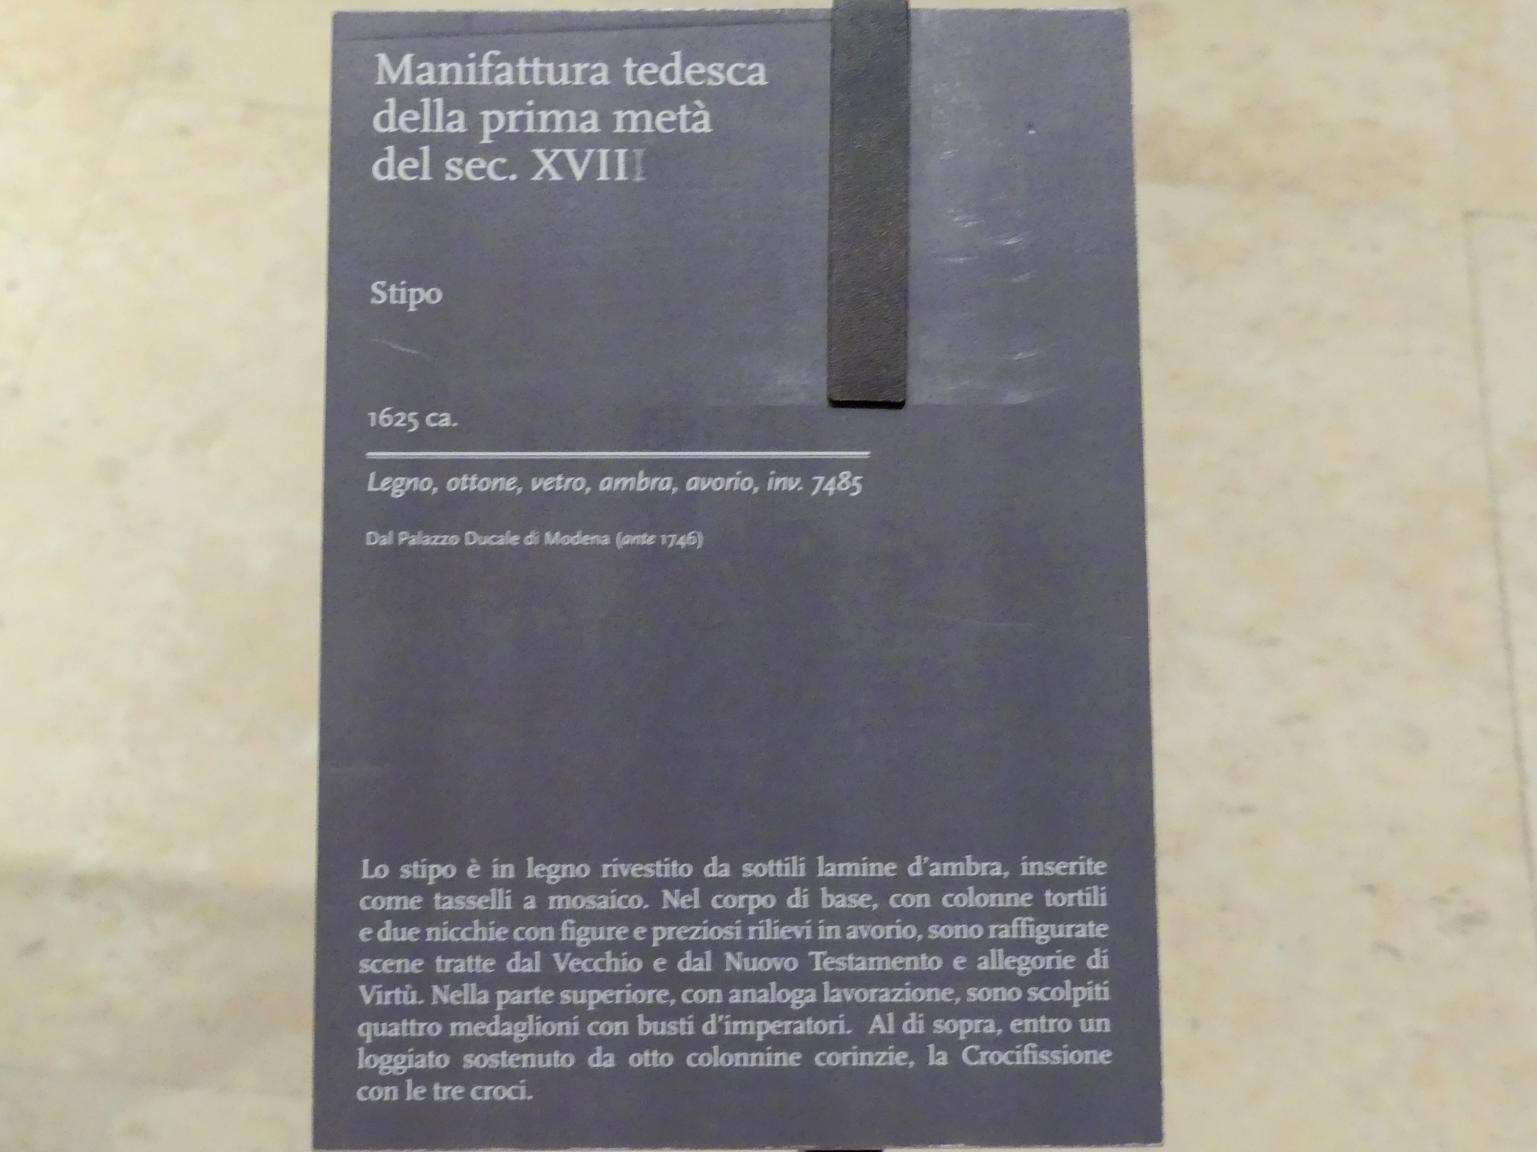 Manifattura tedesca
della prima metà
del sec. XVIII
Stipo
1625 ca.
Legno, ottone, vetro, ambra, avorio, inv. 7485
Dal Palazzo Ducale di Modena (ante 1746)
Lo stipo è in legno rivestito da sottili lamine d'ambra, inserite
come tasselli a mosaico. Nel corpo di base, con colonne tortili
e due nicchie con figure e preziosi rilievi in avorio, sono raffigurate
scene tratte dal Vecchio e dal Nuovo Testamento e allegorie di
Virtù. Nella parte superiore, con analoga lavorazione, sono scolpiti
quattro medaglioni con busti d'imperatori. Al di sopra, entro un
loggiato sostenuto da otto colonnine corinzie, la Crocifissione
con le tre croci.